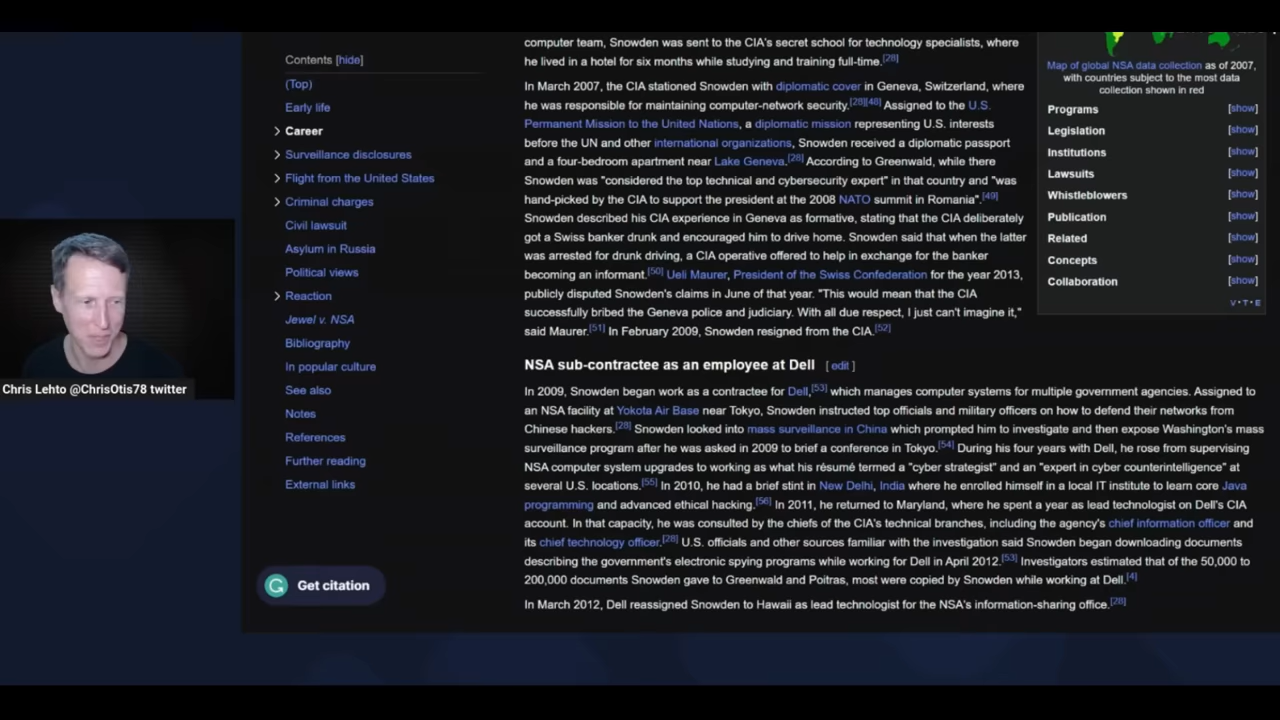 Contents [hide]
(Top)
Early life
Career
Surveillance disclosures
Flight from the United States
Criminal charges
Civil lawsuit
Asylum in Russia
Political views
Reaction
Jewel v. NSA
Bibliography
In popular culture
See also
Notes
References
Further reading
External links
Get citation
Chris Lehto @ChrisOtis78 twitter
computer team, Snowden was sent to the CIA's secret school for technology specialists, where
he lived in a hotel for six months while studying and training full-time.[28]
In March 2007, the CIA stationed Snowden with diplomatic cover in Geneva, Switzerland, where
he was responsible for maintaining computer-network security.[28][48] Assigned to the U.S.
Permanent Mission to the United Nations, a diplomatic mission representing U.S. interests
before the UN and other international organizations, Snowden received a diplomatic passport
and a four-bedroom apartment near Lake Geneva.[28] According to Greenwald, while there
Snowden was "considered the top technical and cybersecurity expert" in that country and "was
hand-picked by the CIA to support the president at the 2008 NATO summit in Romania".[49]
Snowden described his CIA experience in Geneva as formative, stating that the CIA deliberately
got a Swiss banker drunk and encouraged him to drive home. Snowden said that when the latter
was arrested for drunk driving, a CIA operative offered to help in exchange for the banker
becoming an informant.[50] Ueli Maurer, President of the Swiss Confederation for the year 2013,
publicly disputed Snowden's claims in June of that year. "This would mean that the CIA
successfully bribed the Geneva police and judiciary. With all due respect, I just can't imagine it,"
said Maurer.[51] In February 2009, Snowden resigned from the CIA.[52]
NSA sub-contractee as an employee at Dell [ edit ]
In 2009, Snowden began work as a contractee for Dell,[53] which manages computer systems for multiple government agencies. Assigned to
an NSA facility at Yokota Air Base near Tokyo, Snowden instructed top officials and military officers on how to defend their networks from
Chinese hackers.[28] Snowden looked into mass surveillance in China which prompted him to investigate and then expose Washington's mass
surveillance program after he was asked in 2009 to brief a conference in Tokyo.[54] During his four years with Dell, he rose from supervising
NSA computer system upgrades to working as what his résumé termed a "cyber strategist" and an "expert in cyber counterintelligence" at
several U.S. locations.[55] In 2010, he had a brief stint in New Delhi, India where he enrolled himself in a local IT institute to learn core Java
programming and advanced ethical hacking.[56] In 2011, he returned to Maryland, where he spent a year as lead technologist on Dell's CIA
account. In that capacity, he was consulted by the chiefs of the CIA's technical branches, including the agency's chief information officer and
its chief technology officer.[28] U.S. officials and other sources familiar with the investigation said Snowden began downloading documents
describing the government's electronic spying programs while working for Dell in April 2012.[53] Investigators estimated that of the 50,000 to
200,000 documents Snowden gave to Greenwald and Poitras, most were copied by Snowden while working at Dell.[4]
In March 2012, Dell reassigned Snowden to Hawaii as lead technologist for the NSA's information-sharing office.[28]
Map of global NSA data collection as of 2007,
with countries subject to the most data
collection shown in red
Programs [show]
Legislation [show]
Institutions [show]
Lawsuits [show]
Whistleblowers [show]
Publication [show]
Related [show]
Concepts [show]
Collaboration [show]
V·T·E